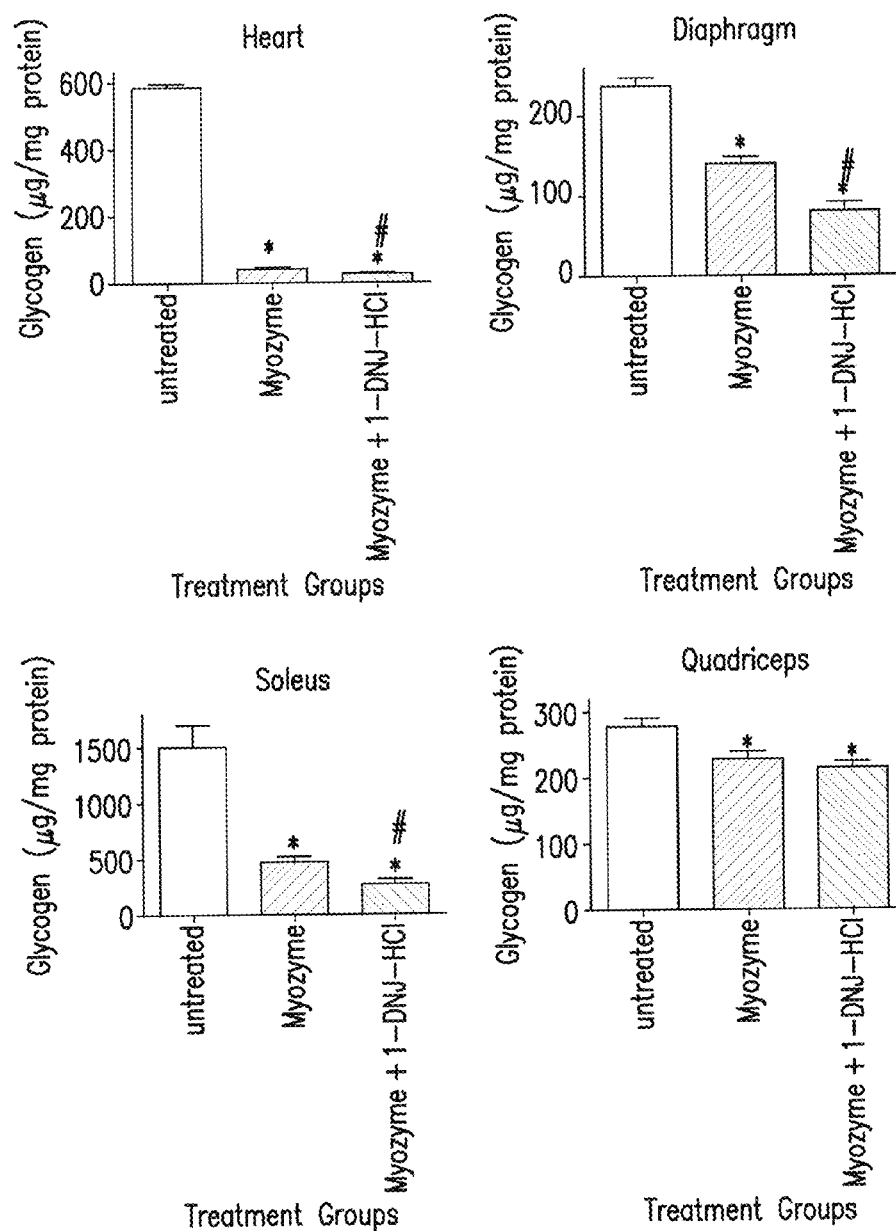 Heart
Glycogen (μg/mg protein)
600
400
200
0
*
#
*
untreated
Myozyme
Myozyme + 1-DNJ-HCl
Treatment Groups
Diaphragm
Glycogen (μg/mg protein)
200
100
0
*
#
*
untreated
Myozyme
Myozyme + 1-DNJ-HCl
Treatment Groups
Soleus
Glycogen (μg/mg protein)
1500
1000
500
0
*
#
*
untreated
Myozyme
Myozyme + 1-DNJ-HCl
Treatment Groups
Quadriceps
Glycogen (μg/mg protein)
300
200
100
0
*
*
untreated
Myozyme
Myozyme + 1-DNJ-HCl
Treatment Groups